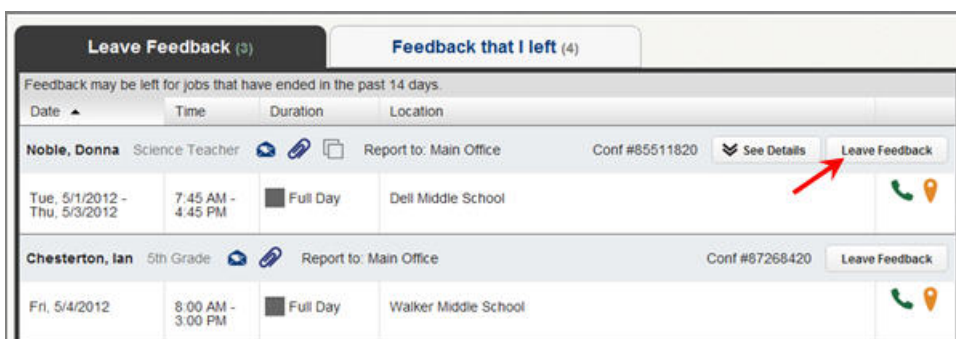 Leave Feedback (3) Feedback that I left (4)
Feedback may be left for jobs that have ended in the past 14 days.
Date Time Duration Location
Noble, Donna Science Teacher Report to: Main Office Conf #85511820 See Details Leave Feedback
Tue, 5/1/2012 - 7:45 AM - Full Day Dell Middle School
Thu, 5/3/2012 4:45 PM
Chesterton, Ian 5th Grade Report to: Main Office Conf #87268420 Leave Feedback
Fri, 5/4/2012 8:00 AM - Full Day Walker Middle School
3:00 PM